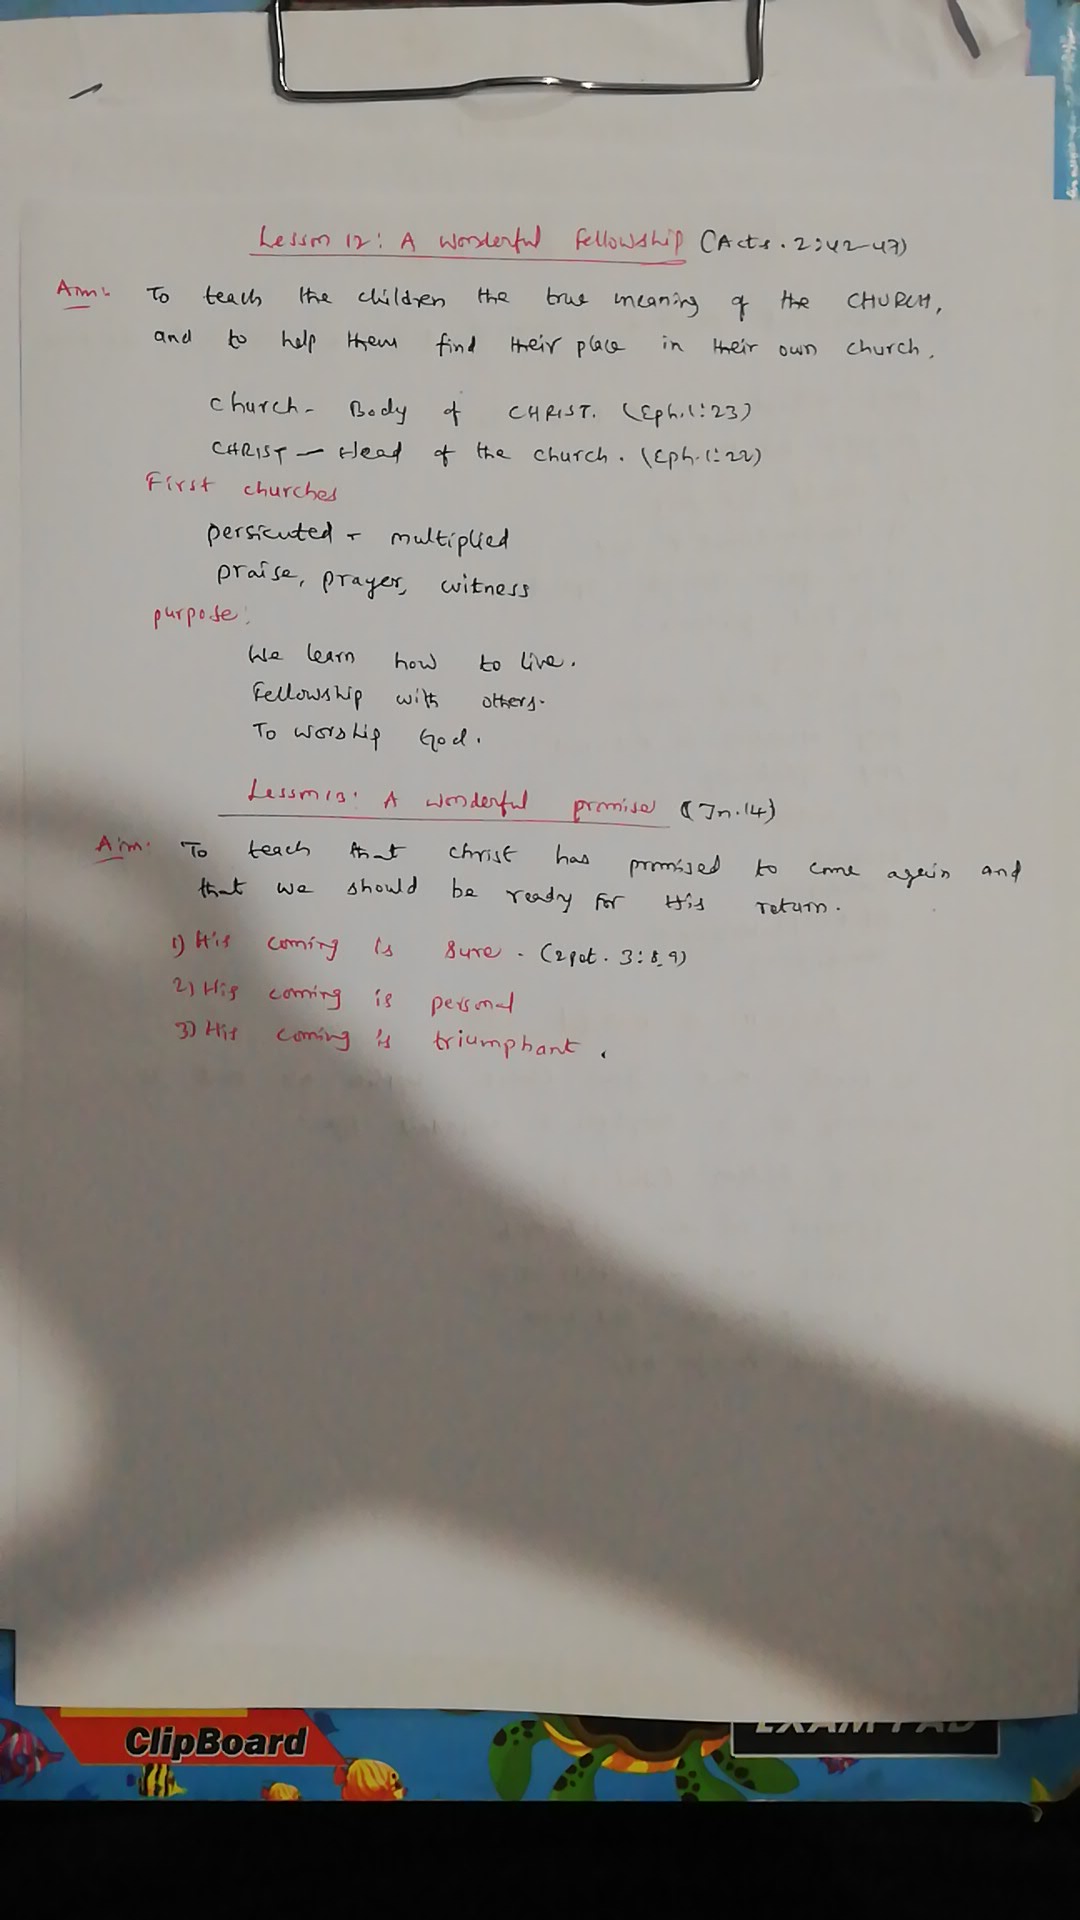 Lesson 12: A Wonderful Fellowship (Acts. 2:42-47)
Aim: To teach the children the true meaning of the CHURCH,
and to help them find their place in their own church.
Church - Body of CHRIST. (Eph.1:23)
CHRIST - Head of the church. (Eph.1:22)
First churches
persicuted + multiplied
praise, prayer, witness
purpose:
We learn how to live.
Fellowship with others.
To worship God.
Lesson 13: A Wonderful promise (Jn.14)
Aim: To teach that Christ has promised to come again and
that we should be ready for His return.
1) His coming is sure. (2 pet. 3:8,9)
2) His coming is personal
3) His coming is triumphant.
ClipBoard
EXAM PAD